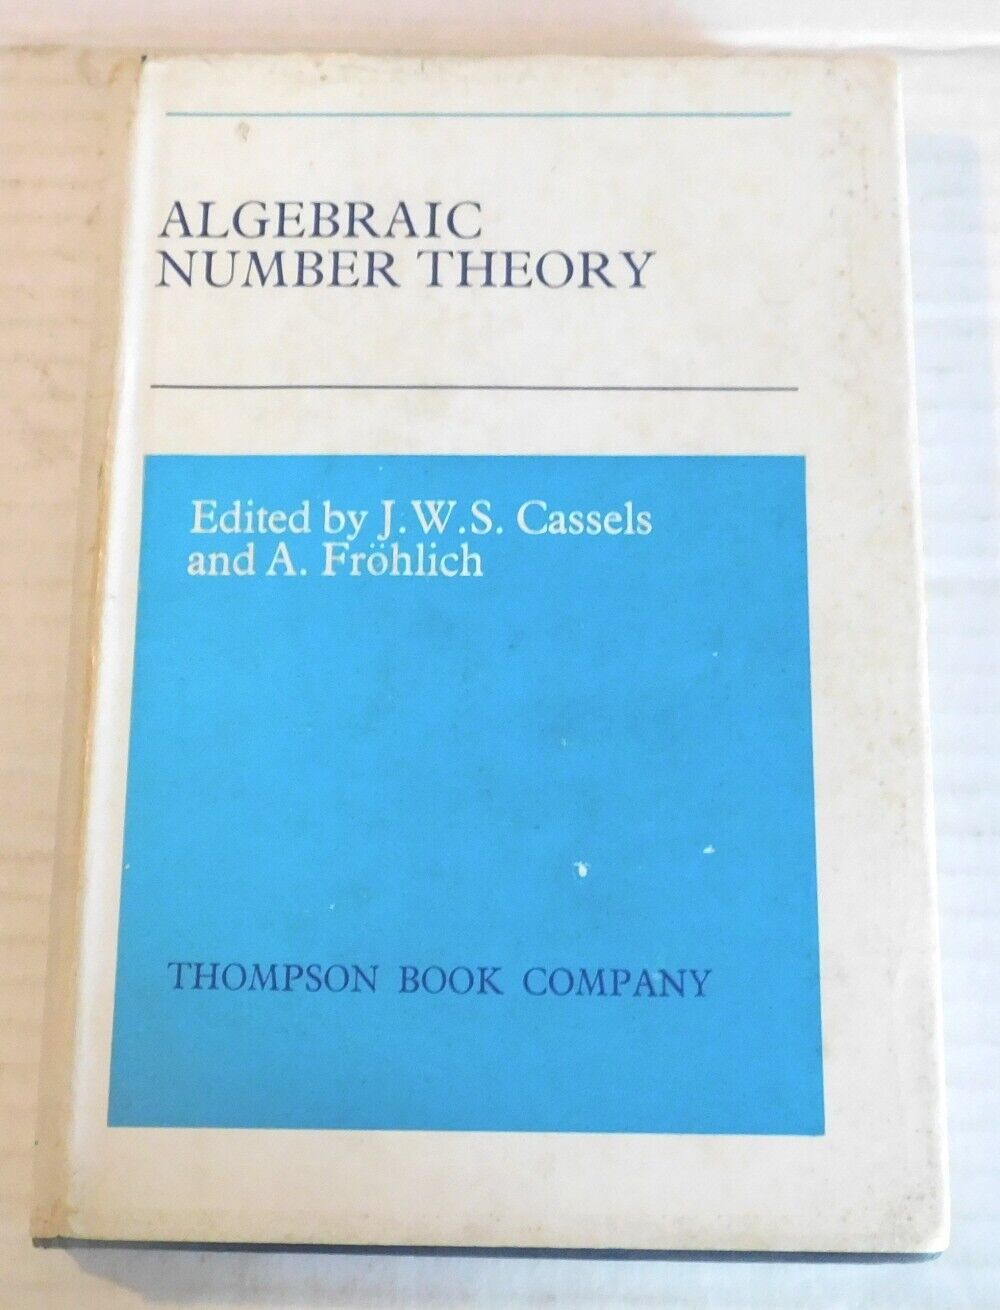 ALGEBRAIC
NUMBER THEORY
Edited by J.W.S. Cassels
and A. Fröhlich
THOMPSON BOOK COMPANY